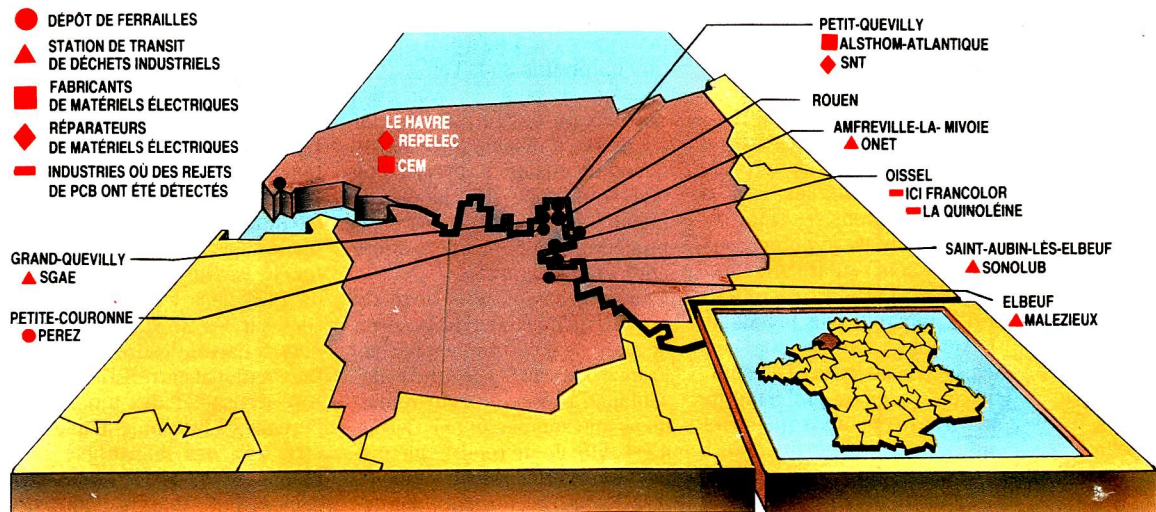 DÉPÔT DE FERRAILLES
STATION DE TRANSIT
DE DÉCHETS INDUSTRIELS
FABRICANTS
DE MATÉRIELS ÉLECTRIQUES
RÉPARATEURS
DE MATÉRIELS ÉLECTRIQUES
INDUSTRIES OÙ DES REJETS
DE PCB ONT ÉTÉ DÉTECTÉS
LE HAVRE
REPELEC
CEM
GRAND-QUEVILLY
SGAE
PETITE-COURONNE
PEREZ
PETIT-QUEVILLY
ALSTHOM-ATLANTIQUE
SNT
ROUEN
AMFREVILLE-LA- MIVOIE
ONET
OISSEL
ICI FRANCOLOR
LA QUINOLÉINE
SAINT-AUBIN-LÈS-ELBEUF
SONOLUB
ELBEUF
MALEZIEUX